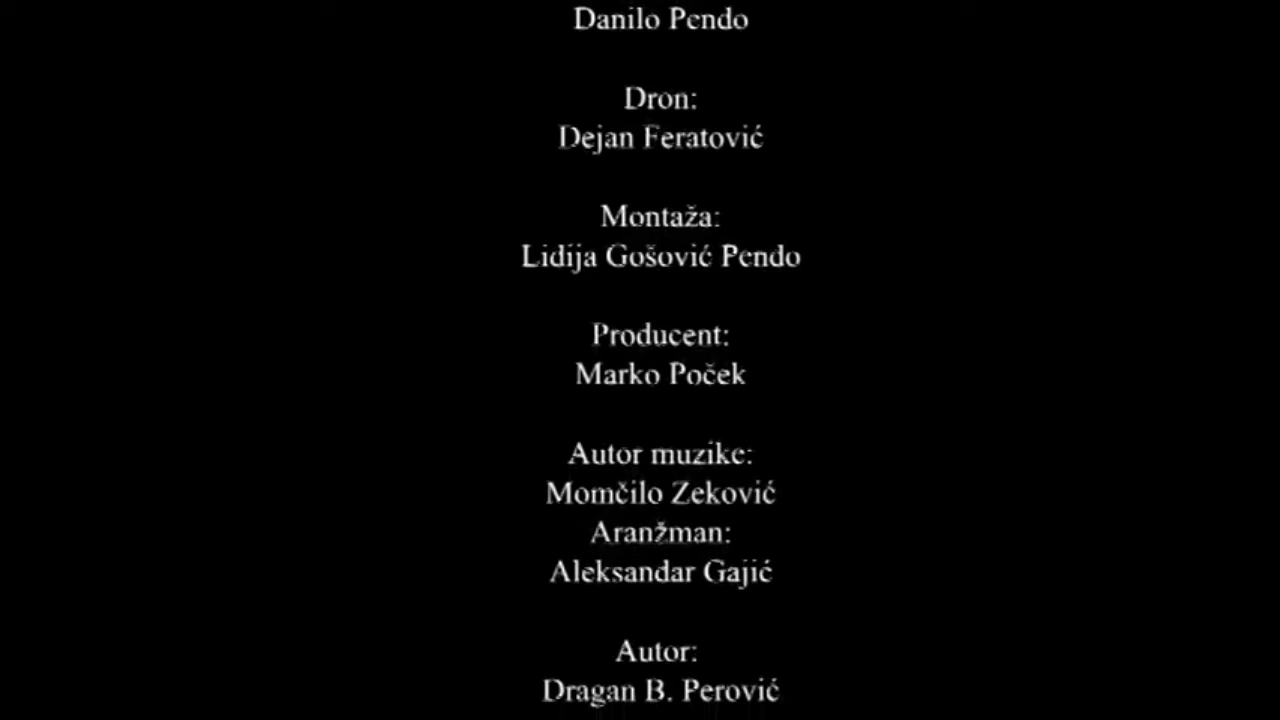 Danilo Pendo
Dron:
Dejan Feratović
Montaža:
Lidija Gošović Pendo
Producent:
Marko Poček
Autor muzike:
Momčilo Zeković
Aranžman:
Aleksandar Gajić
Autor:
Dragan B. Perović